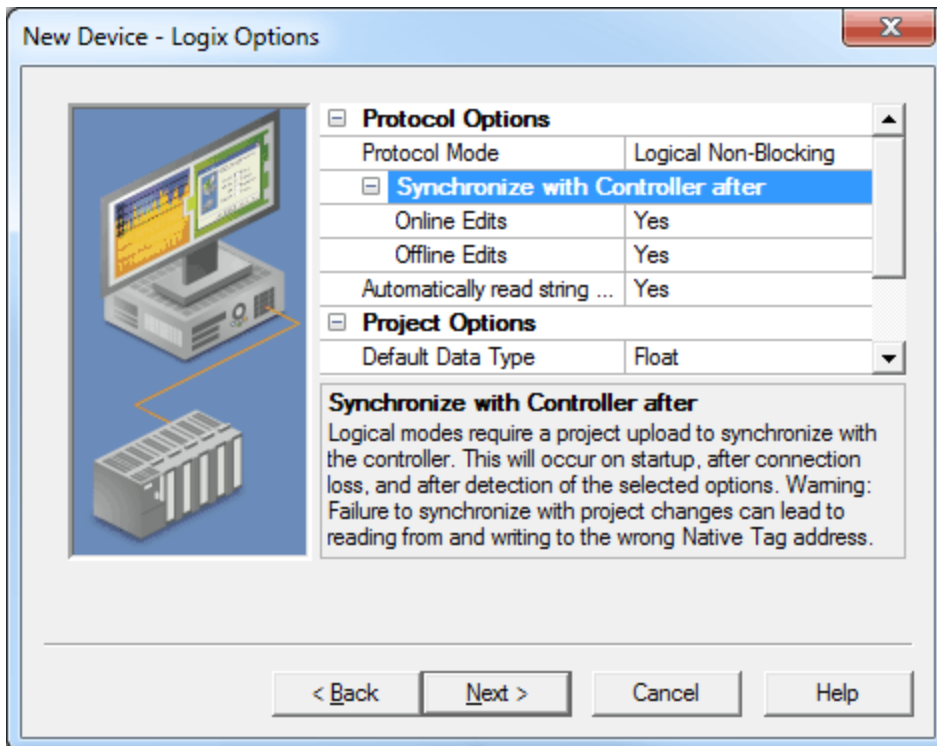 New Device - Logix Options
Protocol Options
Protocol Mode Logical Non-Blocking
Synchronize with Controller after
Online Edits Yes
Offline Edits Yes
Automatically read string ... Yes
Project Options
Default Data Type Float
Synchronize with Controller after
Logical modes require a project upload to synchronize with
the controller. This will occur on startup, after connection
loss, and after detection of the selected options. Warning:
Failure to synchronize with project changes can lead to
reading from and writing to the wrong Native Tag address.
< Back Next > Cancel Help